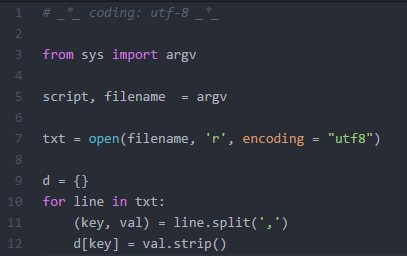 1 # _*_ coding: utf-8 _*_
2
3 from sys import argv
4
5 script, filename  = argv
6
7 txt = open(filename, 'r', encoding = "utf8")
8
9 d = {}
10 for line in txt:
11     (key, val) = line.split(',')
12     d[key] = val.strip()